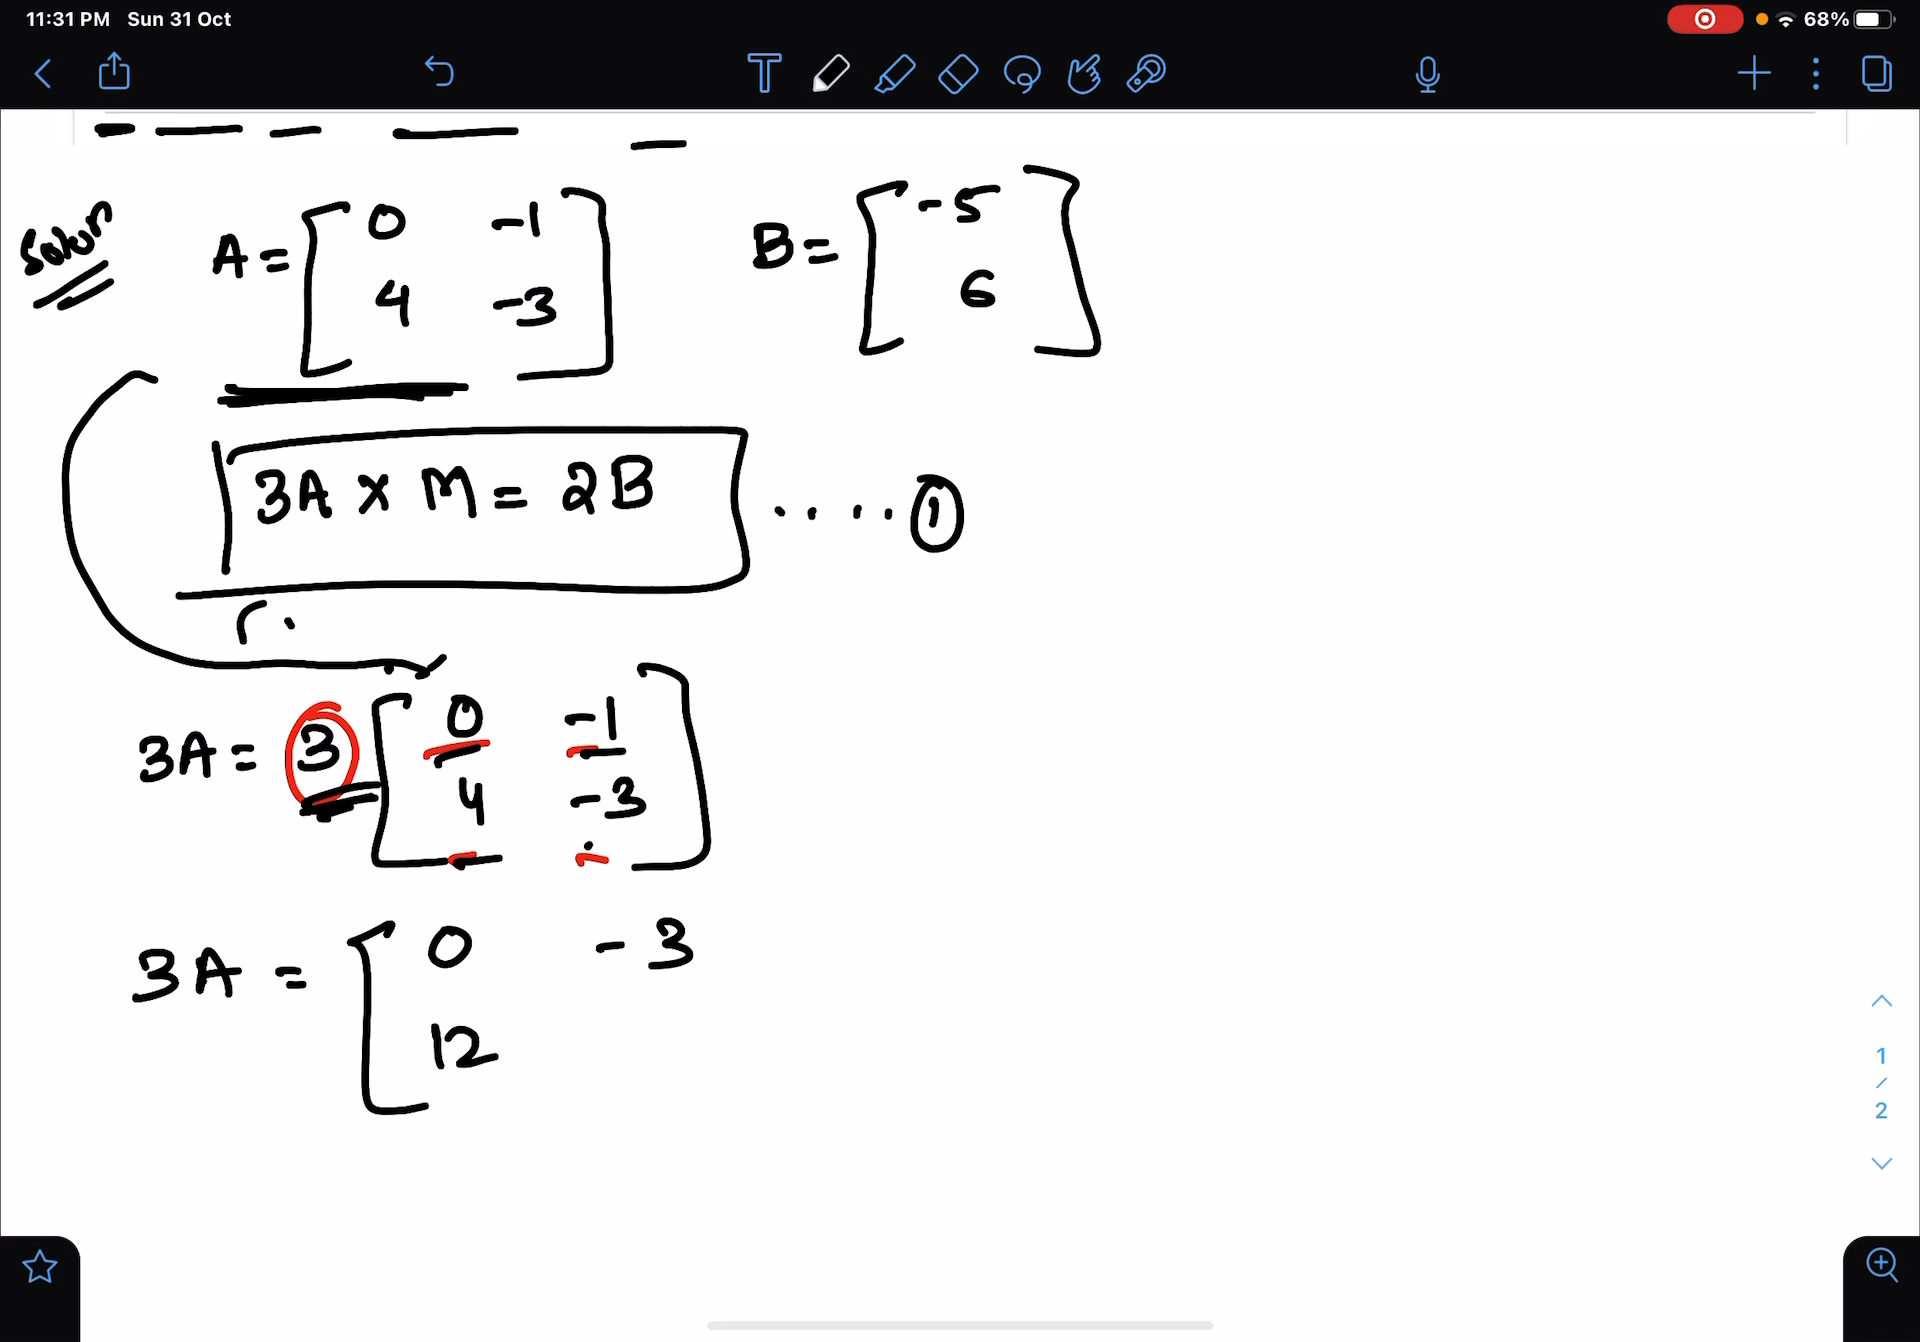 11:31 PM Sun 31 Oct
68%
T
Solun
A = [ 0 -1
4 -3 ]
B = [ -5
6 ]
3A × M = 2B ....①
3A = 3 [ 0 -1
4 -3 ]
3A = [ 0 -3
12
1
/
2